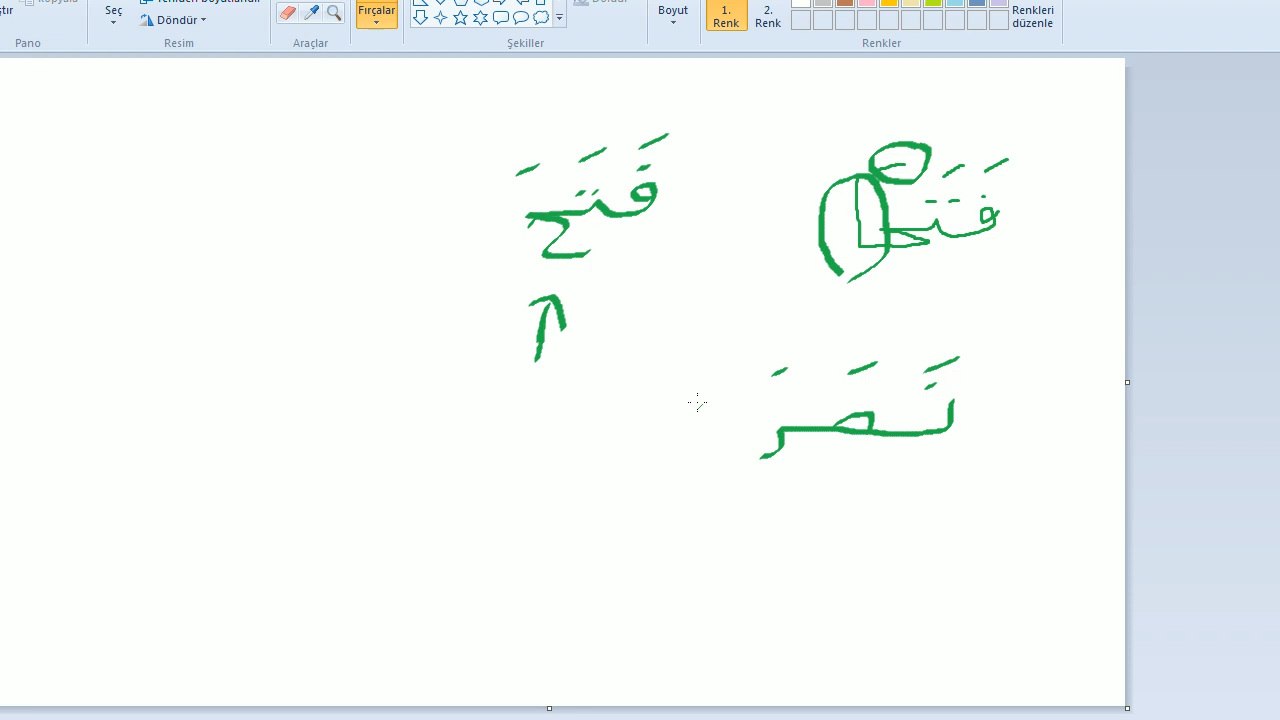 Seç
Döndür
Fırçalar
Boyut
1. Renk
2. Renk
Renkleri düzenle
Pano
Resim
Araçlar
Şekiller
Renkler
فَتَحَا فَتَحَ
نَصَرَ